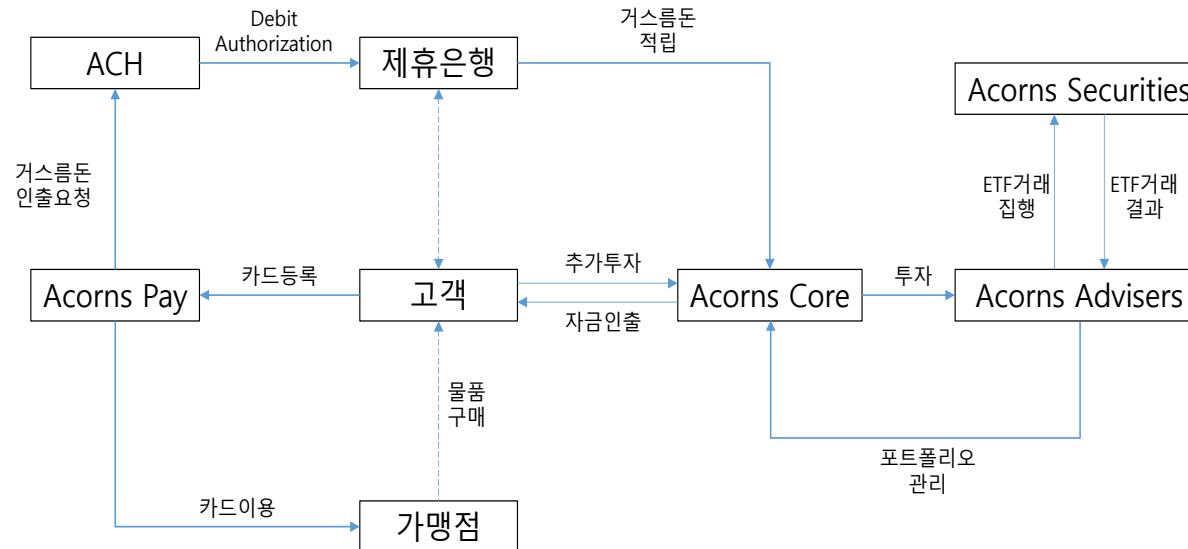 Debit
Authorization
거스름돈
적립
ACH
제휴은행
Acorns Securities
거스름돈
인출요청
ETF거래
집행
ETF거래
결과
카드등록
추가투자
투자
Acorns Pay
고객
Acorns Core
Acorns Advisers
자금인출
물품
구매
포트폴리오
관리
카드이용
가맹점